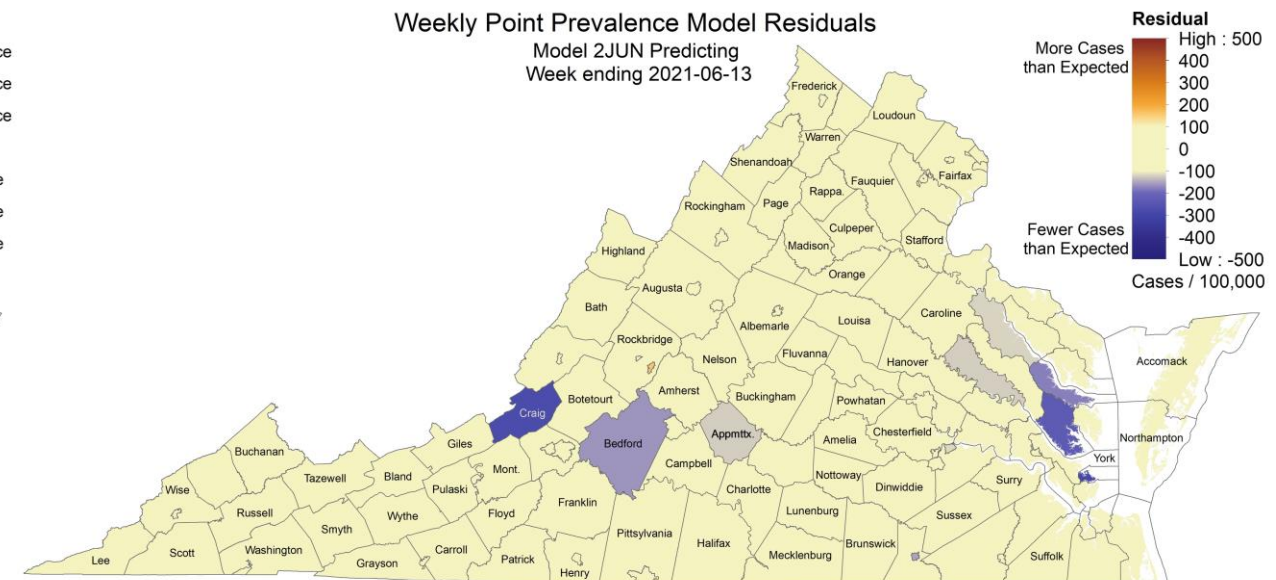 Weekly Point Prevalence Model Residuals
Model 2JUN Predicting
Week ending 2021-06-13
ce
ce
ce
e
e
e
Residual
More Cases
than Expected
High : 500
400
300
200
100
0
-100
-200
-300
-400
Low : -500
Fewer Cases
than Expected
Cases / 100,000
Frederick
Loudoun
Warren
Shenandoah
Fauquier
Fairfax
Rappa.
Page
Rockingham
Culpeper
Stafford
Madison
Highland
Orange
Augusta
Bath
Caroline
Louisa
Albemarle
Rockbridge
Fluvanna
Nelson
Hanover
Accomack
Amherst
Buckingham
Botetourt
Powhatan
Craig
Chesterfield
Appmttx.
Northampton
Amelia
Bedford
Giles
Buchanan
York
Campbell
Mont.
Nottoway
Tazewell
Bland
Surry
Dinwiddie
Pulaski
Charlotte
Wise
Franklin
Lunenburg
Russell
Wythe
Floyd
Sussex
Smyth
Pittsylvania
Halifax
Brunswick
Washington
Carroll
Scott
Mecklenburg
Suffolk
Patrick
Lee
Grayson
Henry